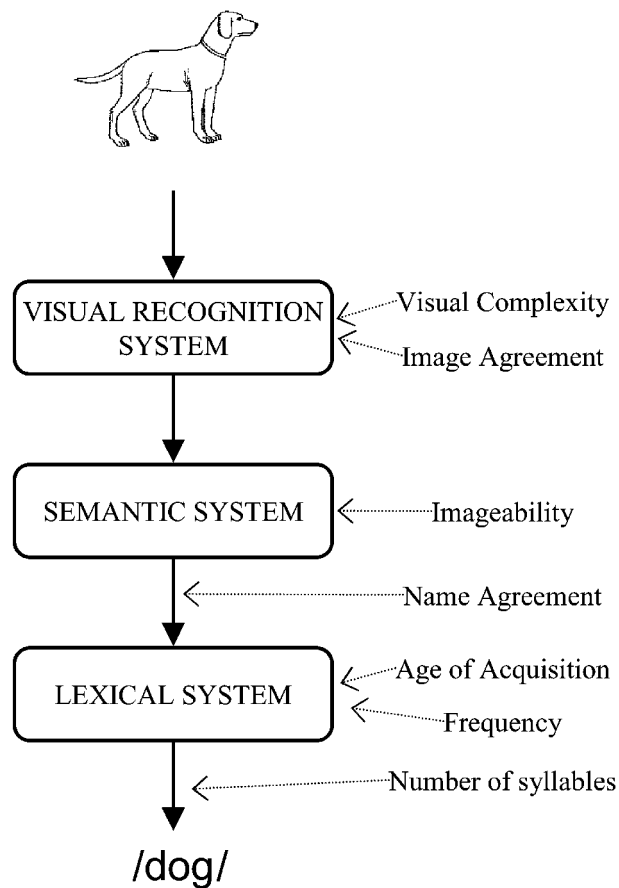 VISUAL RECOGNITION
SYSTEM
Visual Complexity
Image Agreement
SEMANTIC SYSTEM
Imageability
Name Agreement
LEXICAL SYSTEM
Age of Acquisition
Frequency
Number of syllables
/dog/